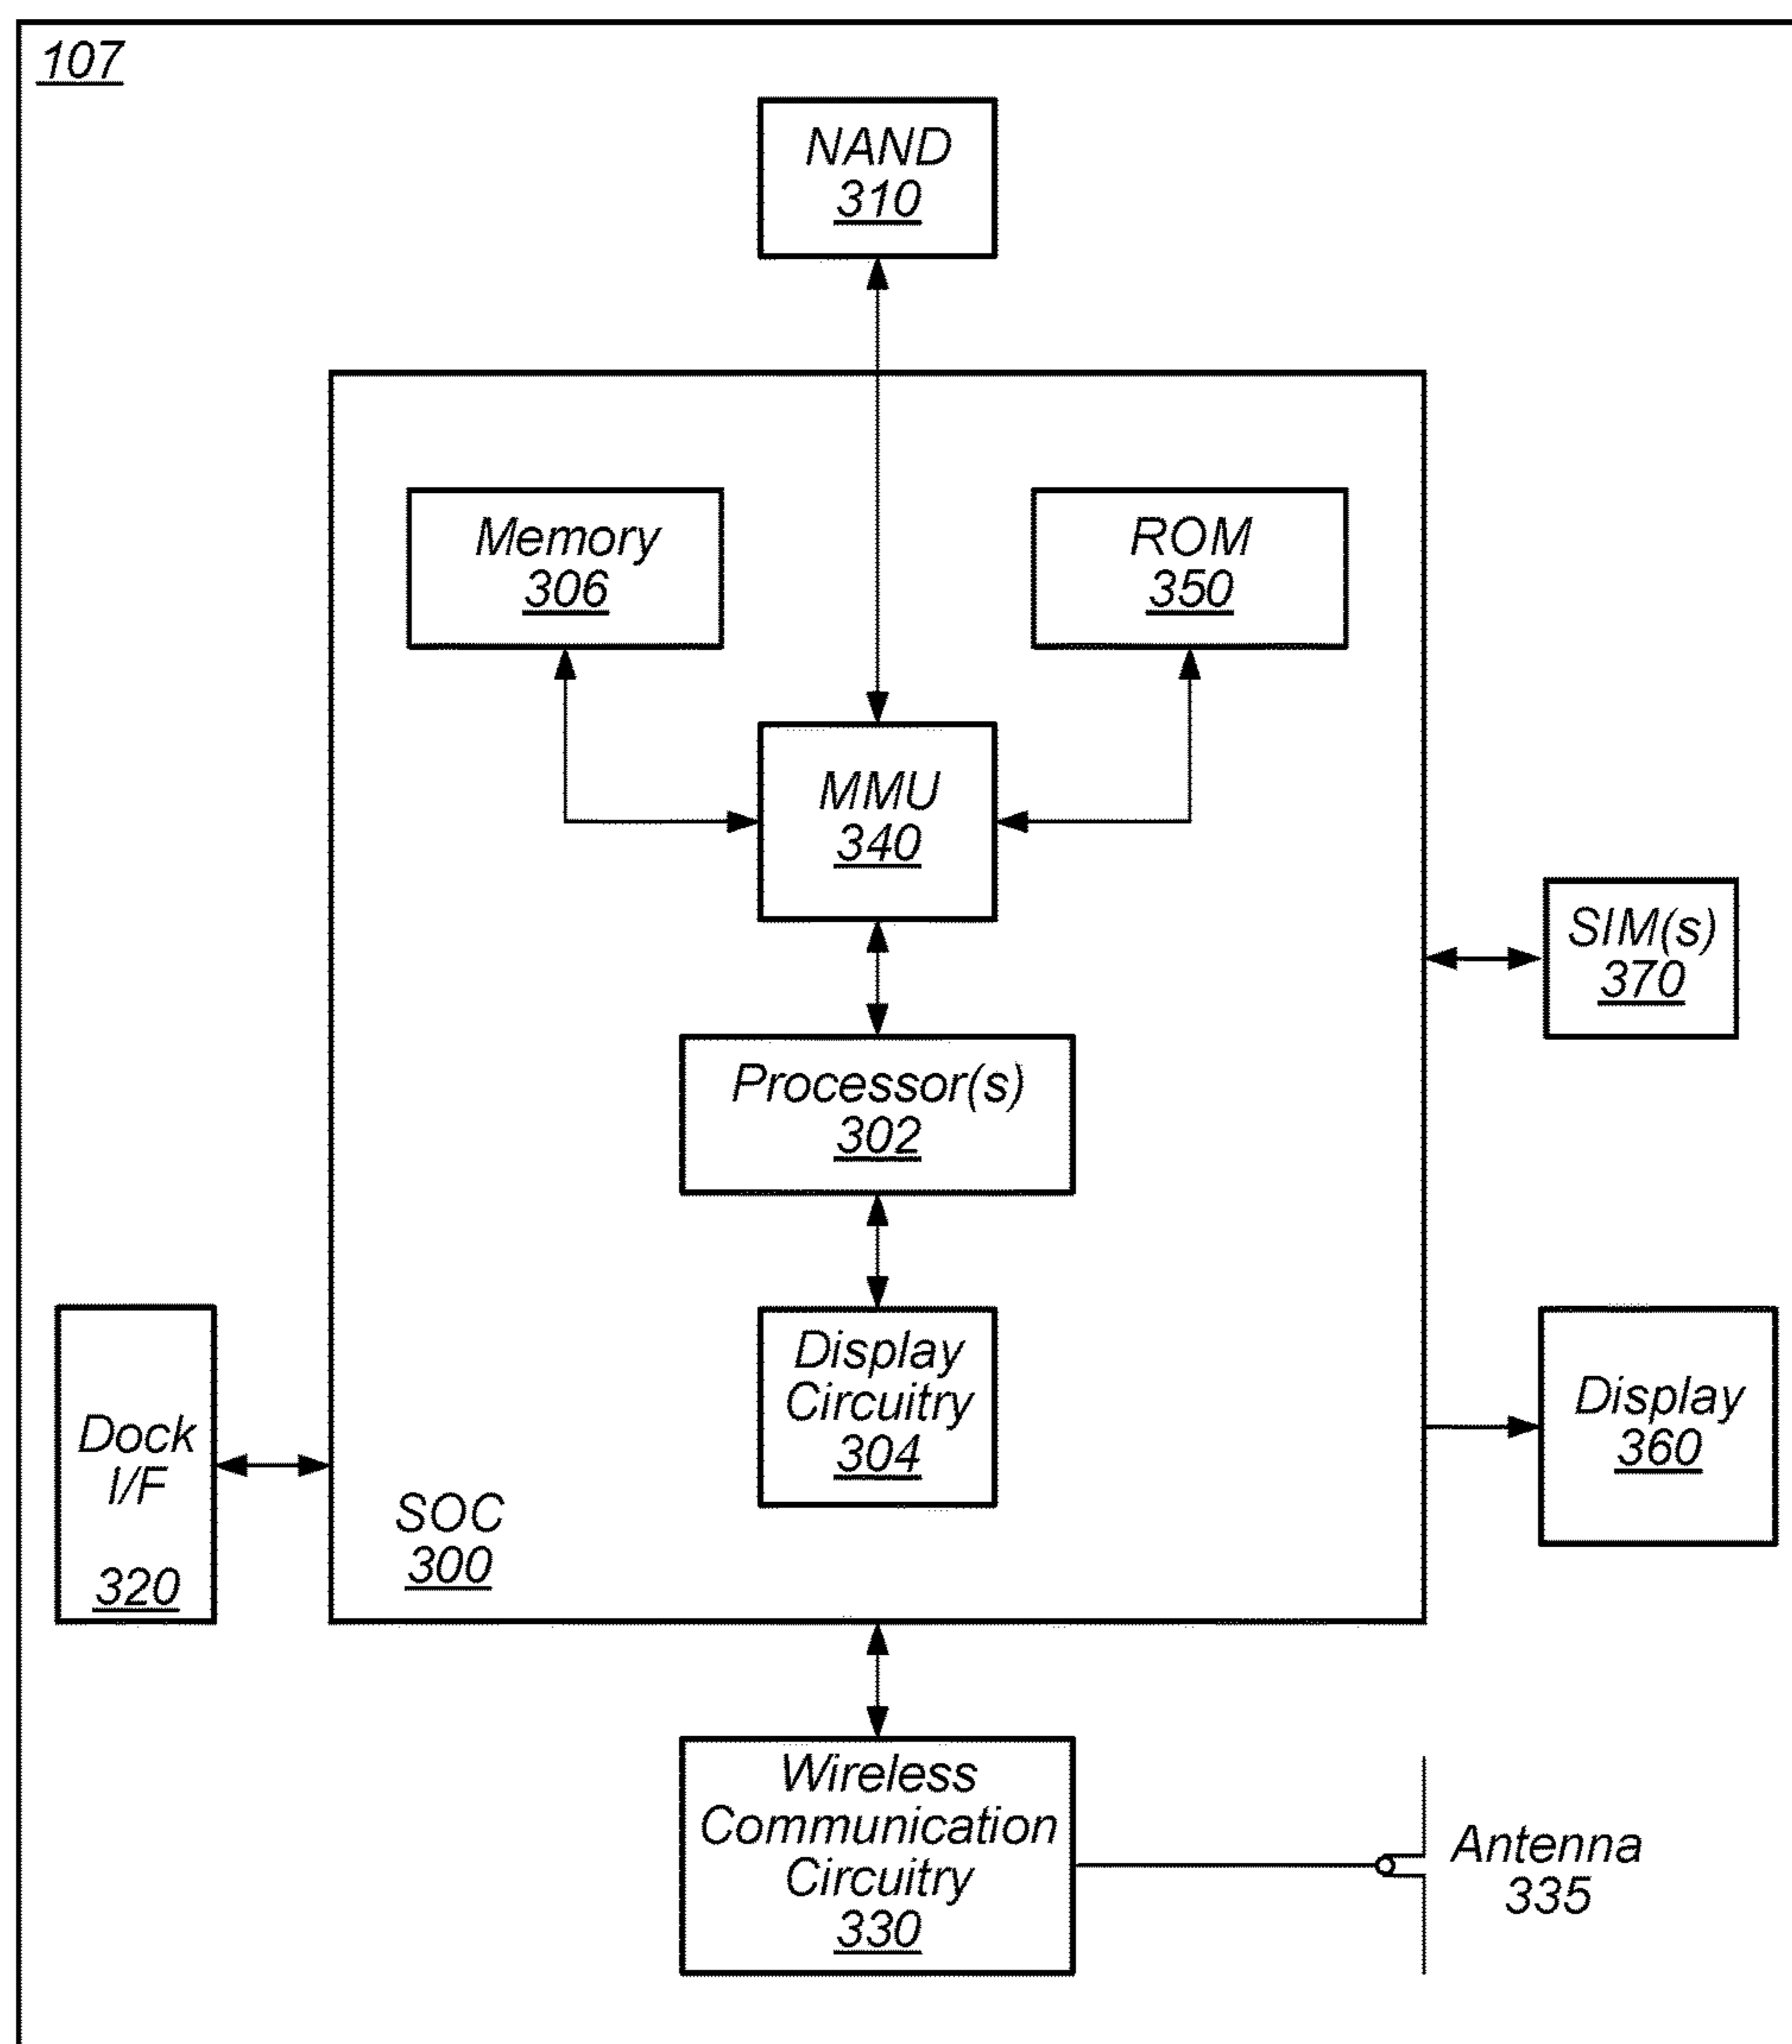 107
NAND
310
Memory
306
ROM
350
MMU
340
SIM(s)
370
Processor(s)
302
Display
Circuitry
304
Display
360
Dock
I/F
320
SOC
300
Wireless
Communication
Circuitry
330
Antenna
335